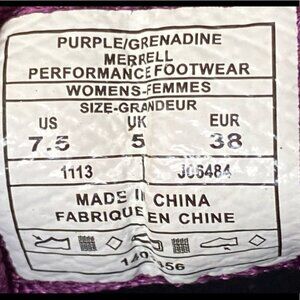 PURPLE/GRENADINE
MERRELL
PERFORMANCE FOOTWEAR
WOMENS-FEMMES
SIZE-GRANDEUR
US UK EUR
7.5 5 38
1113 J06484
MADE IN CHINA
FABRIQUE EN CHINE